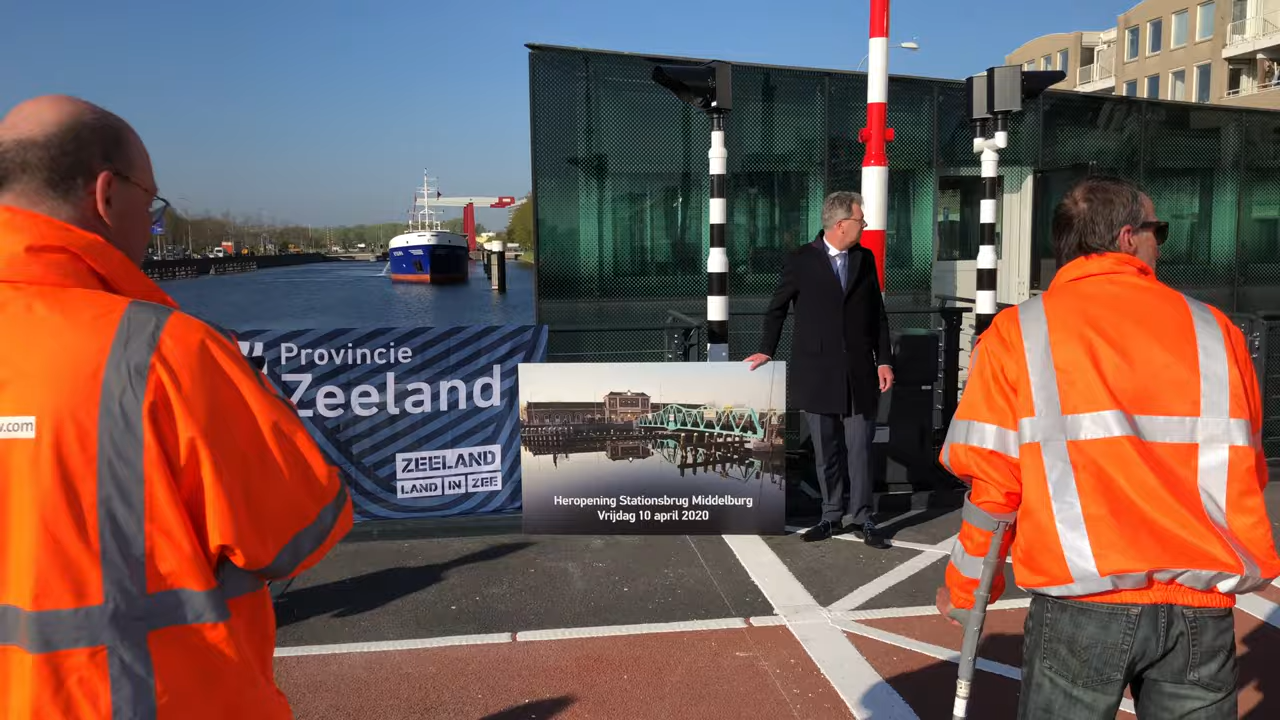 Provincie
Zeeland
ZEELAND
LAND IN ZEE
Heropening Stationsbrug Middelburg
Vrijdag 10 april 2020
.com